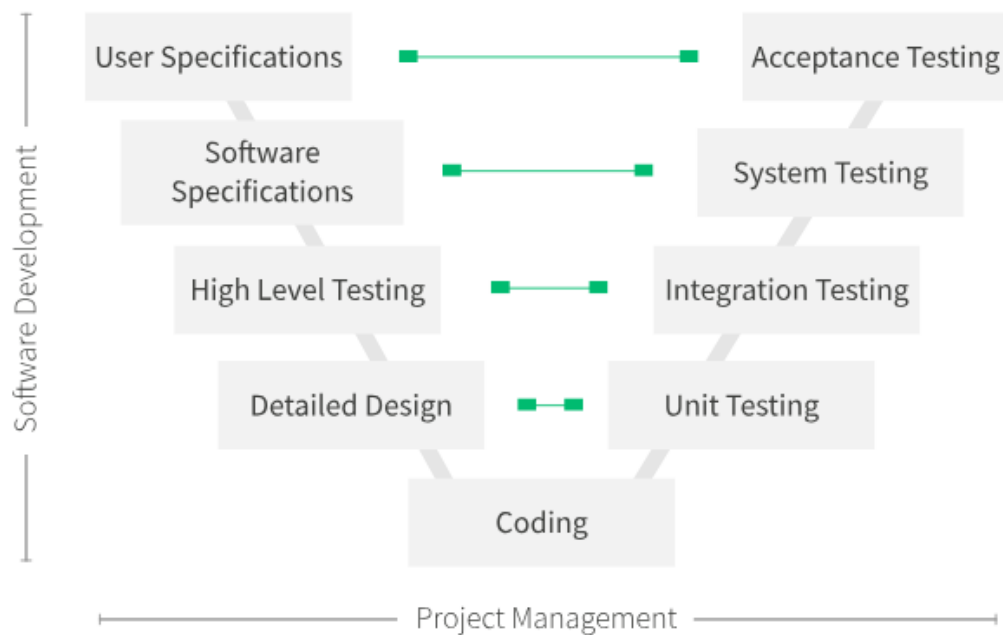 User Specifications
Acceptance Testing
Software
Specifications
System Testing
High Level Testing
Integration Testing
Detailed Design
Unit Testing
Coding
Software Development
Project Management